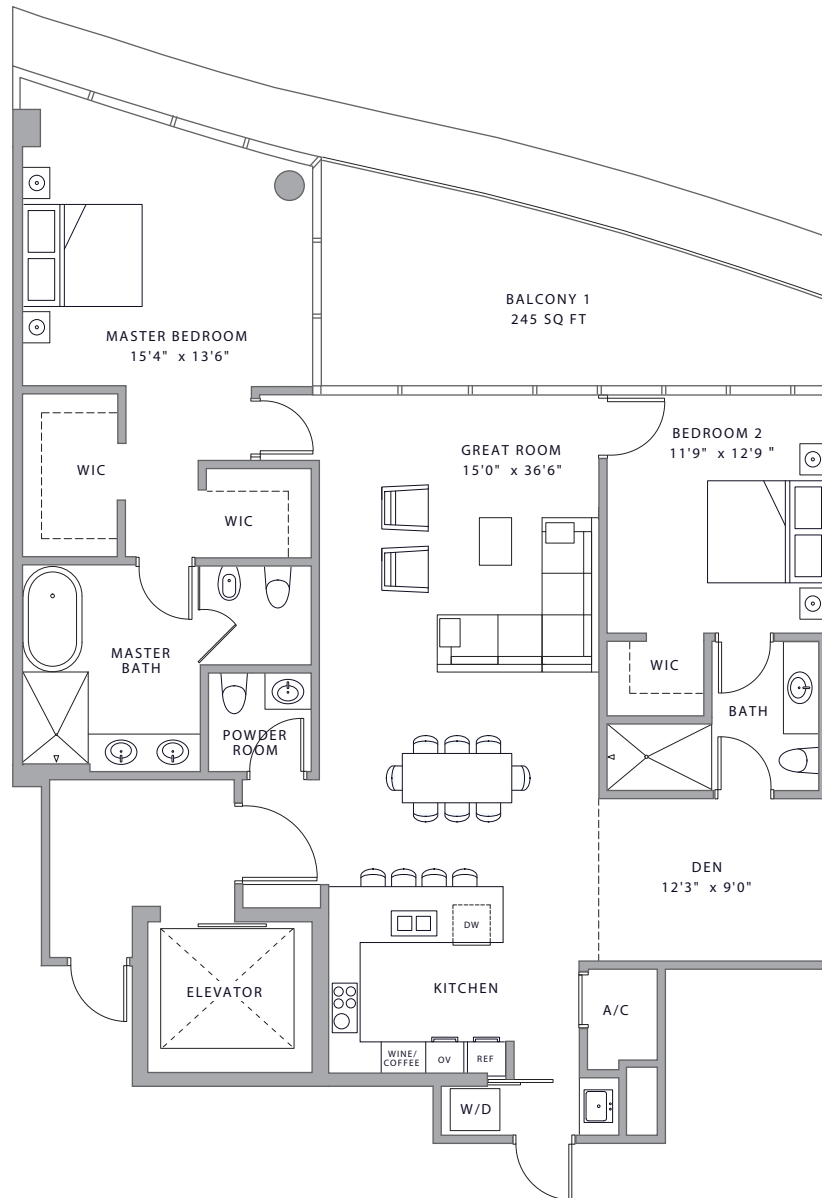 BALCONY 1
245 SQ FT
MASTER BEDROOM
15'4" x 13'6"
GREAT ROOM
15'0" x 36'6"
BEDROOM 2
11'9" x 12'9 "
WIC
WIC
MASTER
BATH
WIC
BATH
POWDER
ROOM
DEN
12'3" x 9'0"
DW
ELEVATOR
KITCHEN
A/C
WINE/
COFFEE
OV
REF
W/D